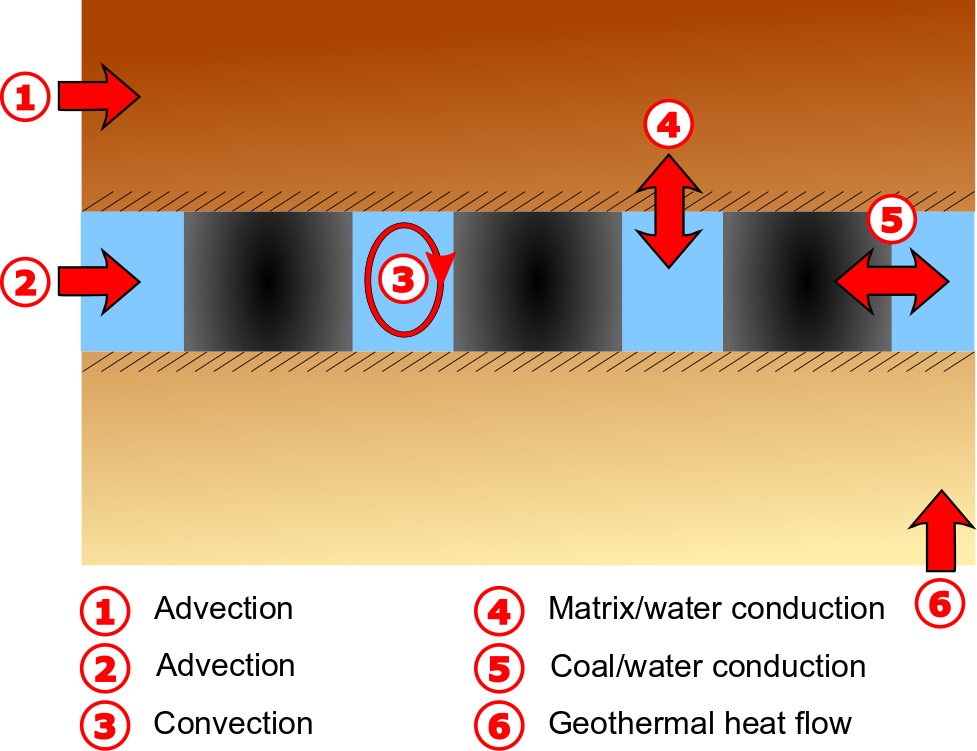 1
4
5
2
3
6
1 Advection
2 Advection
3 Convection
4 Matrix/water conduction
5 Coal/water conduction
6 Geothermal heat flow